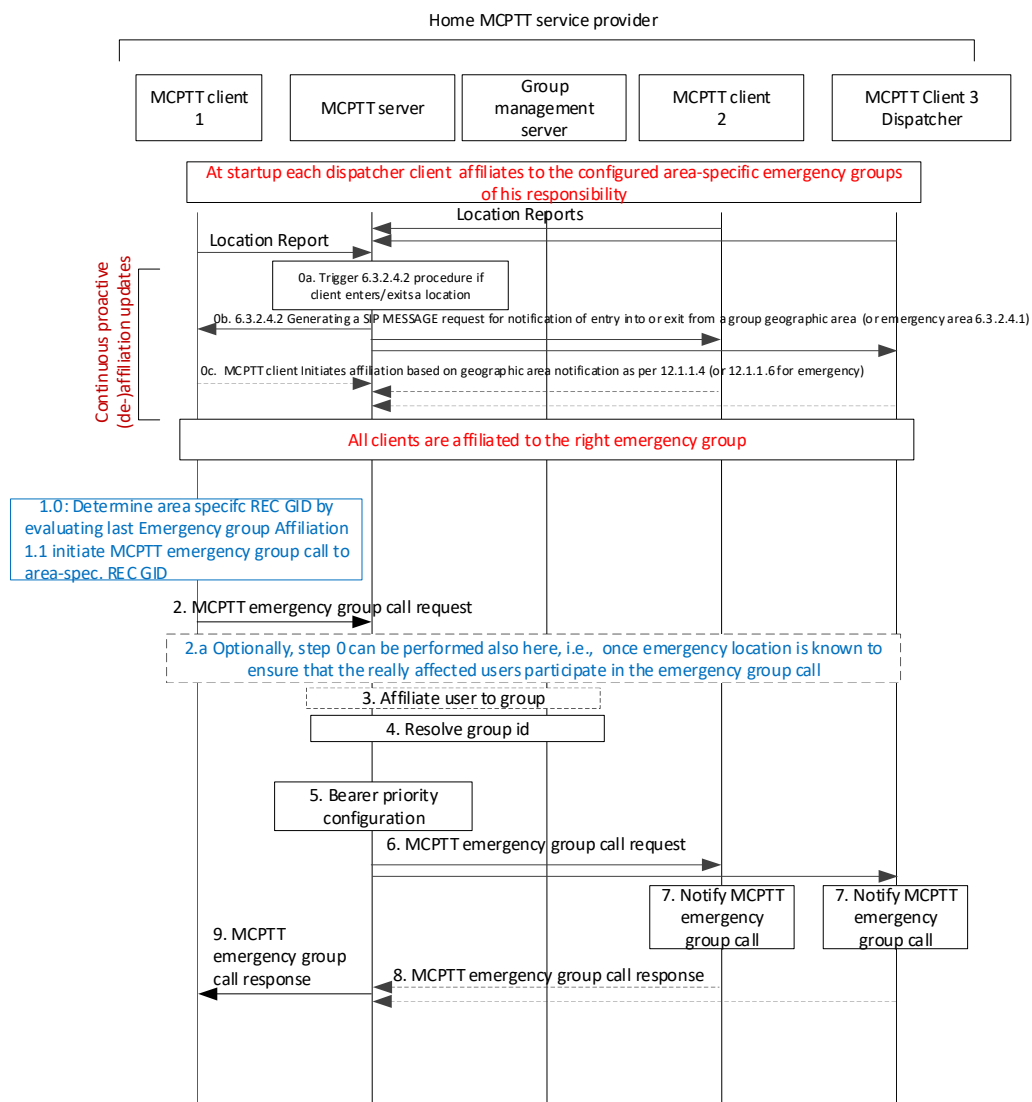 Home MCPTT service provider
MCPTT client
1
MCPTT server
Group
management
server
MCPTT client
2
MCPTT Client 3
Dispatcher
At startup each dispatcher client affiliates to the configured area-specific emergency groups
of his responsibility
Location Reports
Location Report
Continuous proactive
(de-)affiliation updates
0a. Trigger 6.3.2.4.2 procedure if
client enters/exitsa location
0b. 6.3.2.4.2 Generating a SIP MESSAGE request for notification of entry into or exit from a group geographic area (or emergency area 6.3.2.4.1)
0c. MCPTT client Initiates affiliation based on geographic area notification as per 12.1.1.4 (or 12.1.1.6 for emergency)
All clients are affiliated to the right emergency group
1.0: Determine area specifc REC GID by
evaluating last Emergency group Affiliation
1.1 initiate MCPTT emergency group call to
area-spec. REC GID
2. MCPTT emergency group call request
2.a Optionally, step 0 can be performed also here, i.e., once emergency location is known to
ensure that the really affected users participate in the emergency group call
3. Affiliate user to group
4. Resolve group id
5. Bearer priority
configuration
6. MCPTT emergency group call request
7. Notify MCPTT
emergency
group call
7. Notify MCPTT
emergency
group call
9. MCPTT
emergency group
call response
8. MCPTT emergency group call response